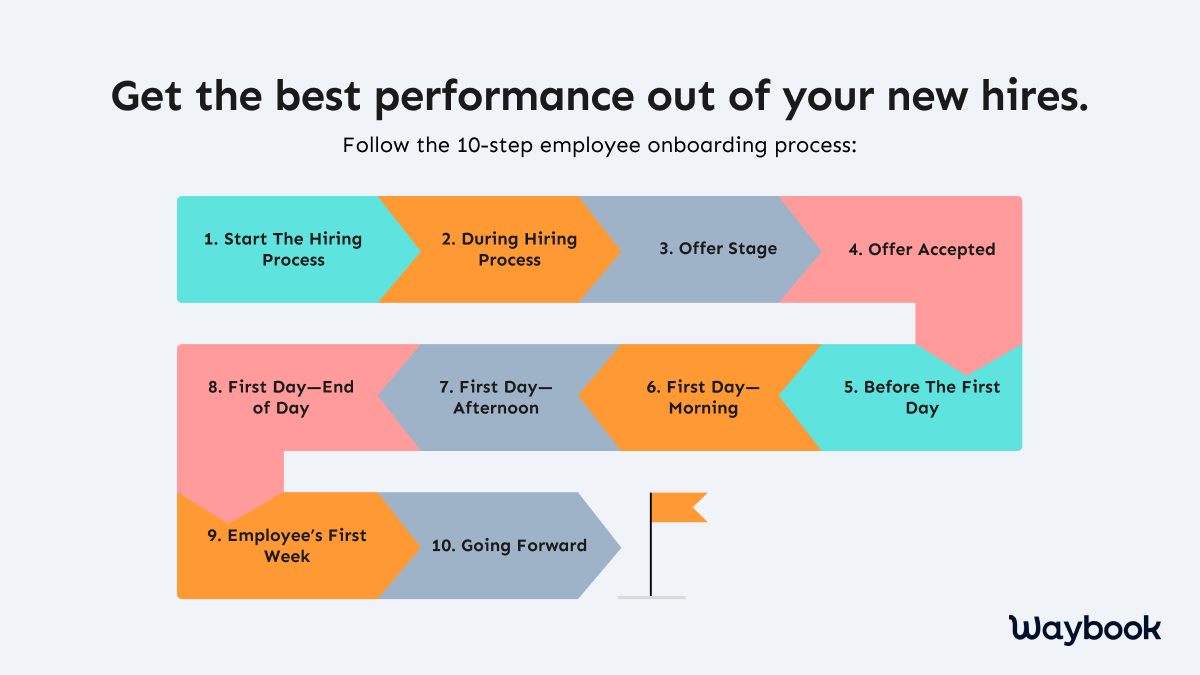 Get the best performance out of your new hires.
Follow the 10-step employee onboarding process:
1. Start The Hiring
Process
2. During Hiring
Process
3. Offer Stage
4. Offer Accepted
5. Before The First
Day
6. First Day—
Morning
7. First Day—
Afternoon
8. First Day—End
of Day
9. Employee’s First
Week
10. Going Forward
Waybook